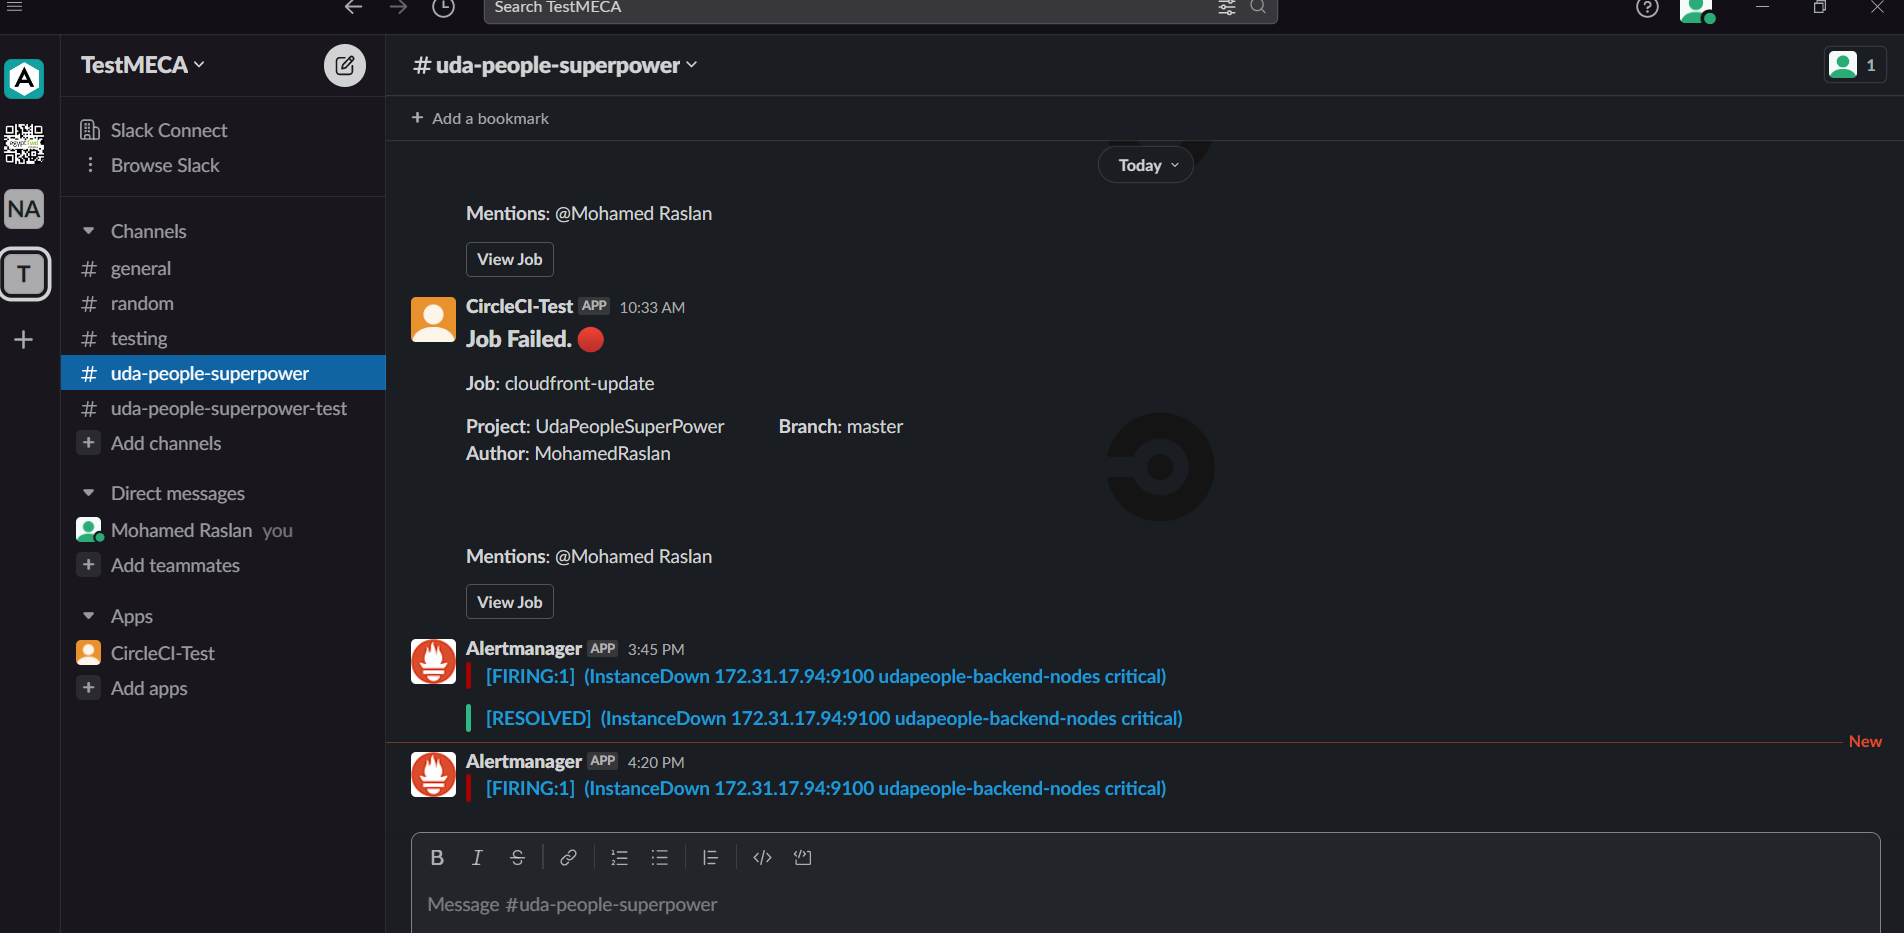 Search TestMECA
TestMECA
Slack Connect
Browse Slack
Channels
# general
# random
# testing
# uda-people-superpower
# uda-people-superpower-test
+ Add channels
Direct messages
Mohamed Raslan you
+ Add teammates
Apps
CircleCI-Test
+ Add apps
A
NA
T
+
# uda-people-superpower
1
+ Add a bookmark
Today
Mentions: @Mohamed Raslan
View Job
CircleCI-Test APP 10:33 AM
Job Failed.
Job: cloudfront-update
Project: UdaPeopleSuperPower Branch: master
Author: MohamedRaslan
Mentions: @Mohamed Raslan
View Job
Alertmanager APP 3:45 PM
[FIRING:1] (InstanceDown 172.31.17.94:9100 udapeople-backend-nodes critical)
[RESOLVED] (InstanceDown 172.31.17.94:9100 udapeople-backend-nodes critical)
New
Alertmanager APP 4:20 PM
[FIRING:1] (InstanceDown 172.31.17.94:9100 udapeople-backend-nodes critical)
B I S
Message #uda-people-superpower